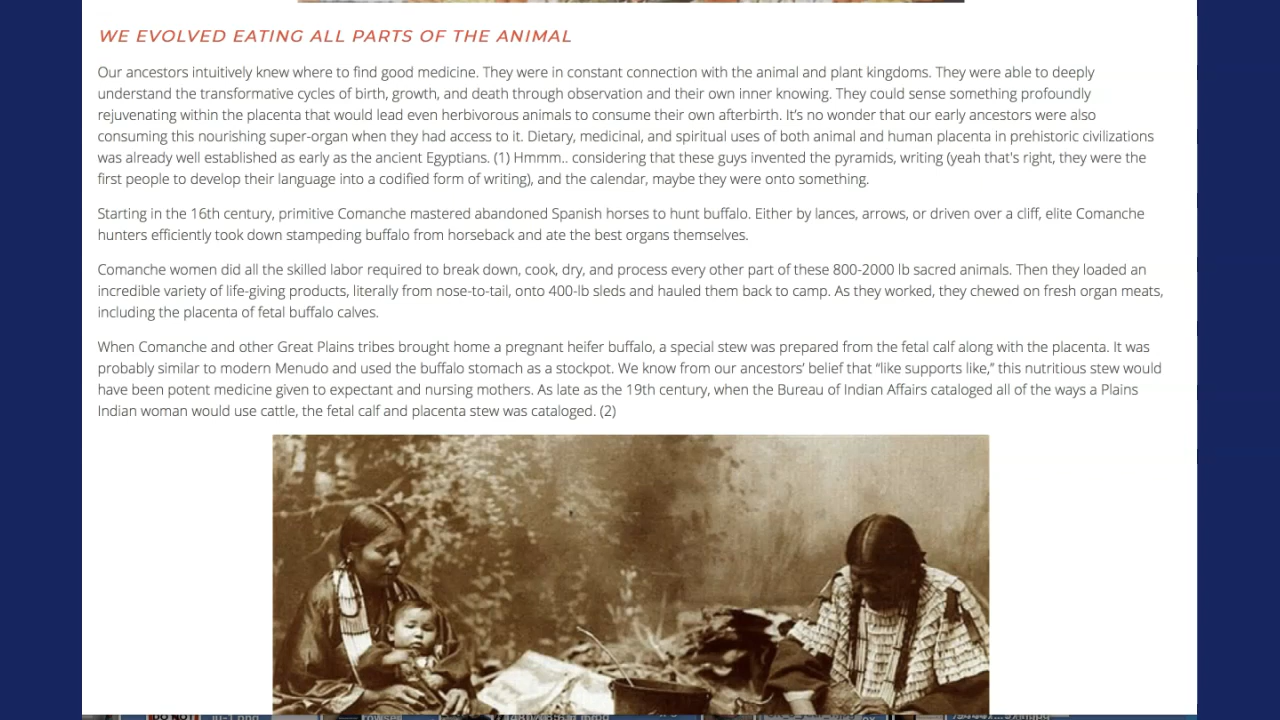 WE EVOLVED EATING ALL PARTS OF THE ANIMAL
Our ancestors intuitively knew where to find good medicine. They were in constant connection with the animal and plant kingdoms. They were able to deeply
understand the transformative cycles of birth, growth, and death through observation and their own inner knowing. They could sense something profoundly
rejuvenating within the placenta that would lead even herbivorous animals to consume their own afterbirth. It's no wonder that our early ancestors were also
consuming this nourishing super-organ when they had access to it. Dietary, medicinal, and spiritual uses of both animal and human placenta in prehistoric civilizations
was already well established as early as the ancient Egyptians. (1) Hmmm.. considering that these guys invented the pyramids, writing (yeah that's right, they were the
first people to develop their language into a codified form of writing), and the calendar, maybe they were onto something.
Starting in the 16th century, primitive Comanche mastered abandoned Spanish horses to hunt buffalo. Either by lances, arrows, or driven over a cliff, elite Comanche
hunters efficiently took down stampeding buffalo from horseback and ate the best organs themselves.
Comanche women did all the skilled labor required to break down, cook, dry, and process every other part of these 800-2000 lb sacred animals. Then they loaded an
incredible variety of life-giving products, literally from nose-to-tail, onto 400-lb sleds and hauled them back to camp. As they worked, they chewed on fresh organ meats,
including the placenta of fetal buffalo calves.
When Comanche and other Great Plains tribes brought home a pregnant heifer buffalo, a special stew was prepared from the fetal calf along with the placenta. It was
probably similar to modern Menudo and used the buffalo stomach as a stockpot. We know from our ancestors' belief that “like supports like,” this nutritious stew would
have been potent medicine given to expectant and nursing mothers. As late as the 19th century, when the Bureau of Indian Affairs cataloged all of the ways a Plains
Indian woman would use cattle, the fetal calf and placenta stew was cataloged. (2)